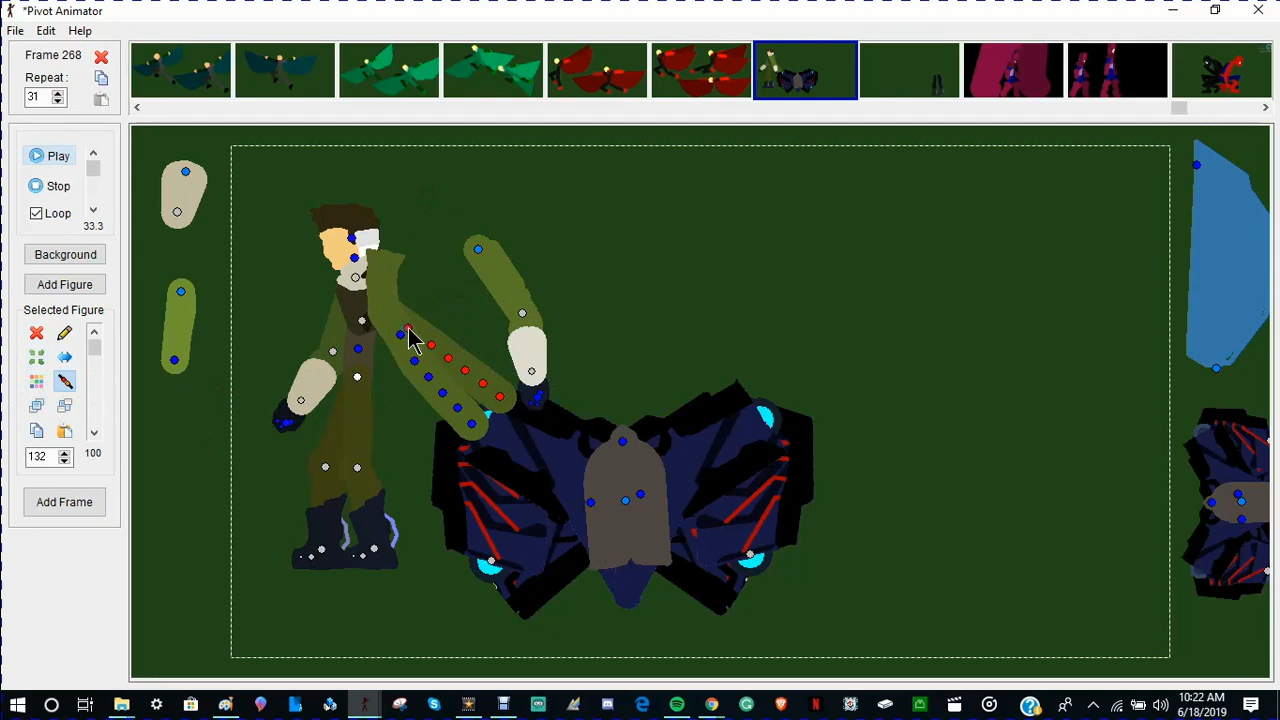 *Pivot Animator
File Edit Help
Frame 268
Repeat :
31
Play
Stop
Loop
33.3
Background
Add Figure
Selected Figure
132
100
Add Frame
10:22 AM
6/18/2019